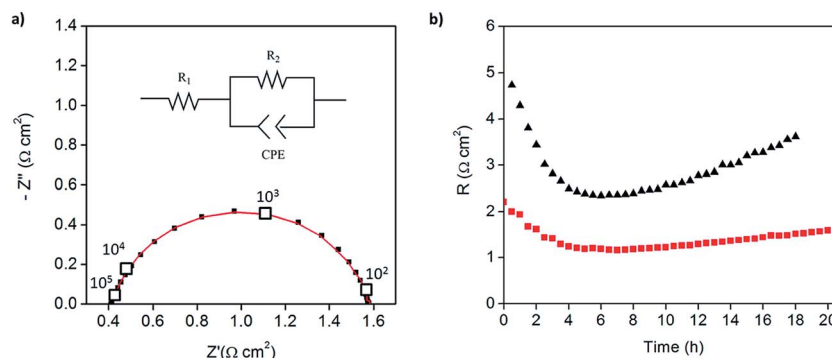 a)
1.4
1.2
1.0
0.8
0.6
0.4
0.2
0.0
- Z'' (Ω cm²)
R₁
R₂
CPE
10⁵
10⁴
10³
10²
0.4 0.6 0.8 1.0 1.2 1.4 1.6
Z'(Ω cm²)
b)
6
5
4
3
2
1
0
R (Ω cm²)
0 2 4 6 8 10 12 14 16 18 20
Time (h)